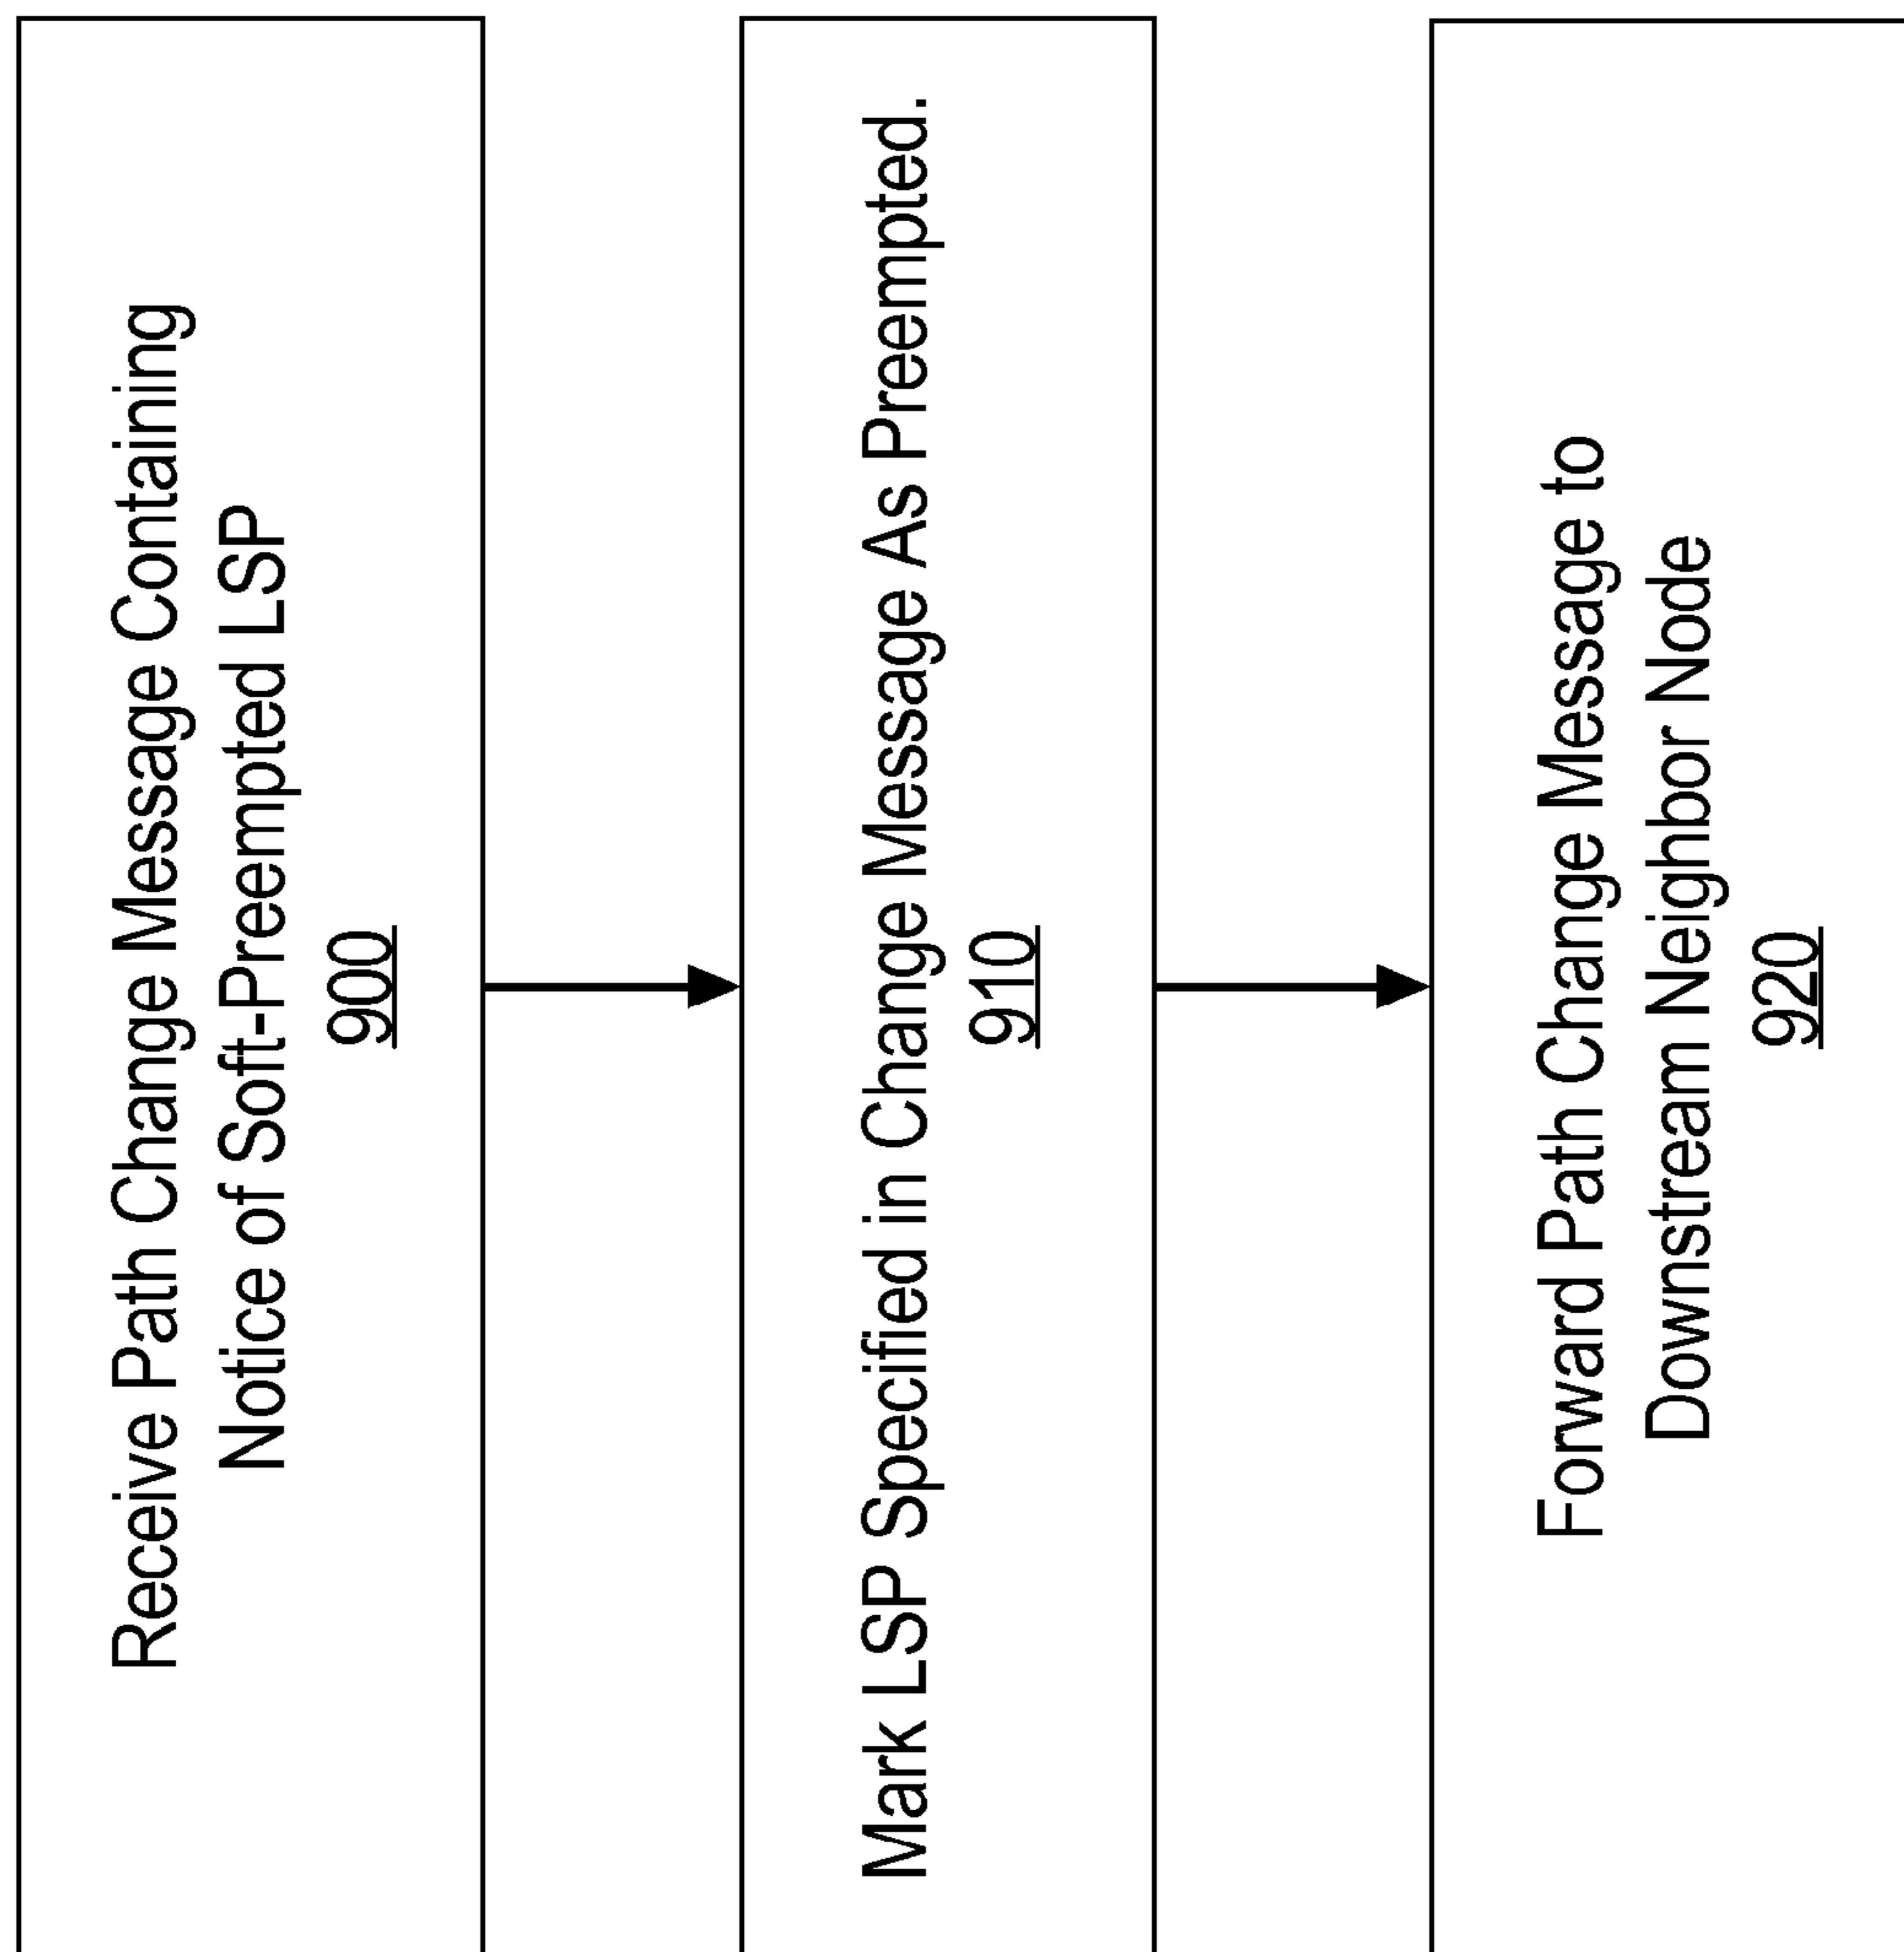 Receive Path Change Message Containing
Notice of Soft-Preempted LSP
900
Mark LSP Specified in Change Message As Preempted.
910
Forward Path Change Message to
Downstream Neighbor Node
920